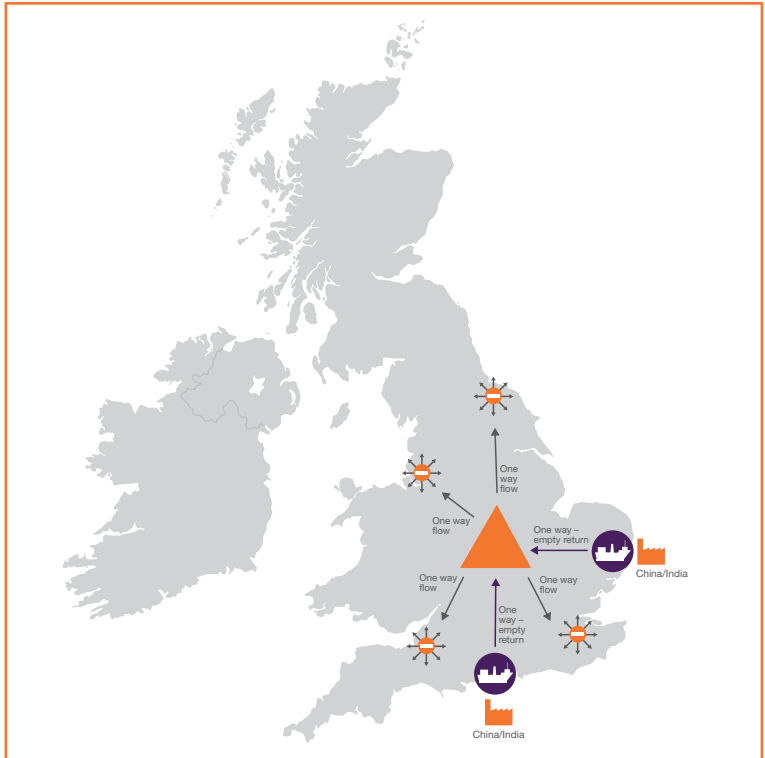 One
way
flow
One way
flow
One way –
empty return
China/India
One way
flow
One way
flow
One
way –
empty
return
China/India